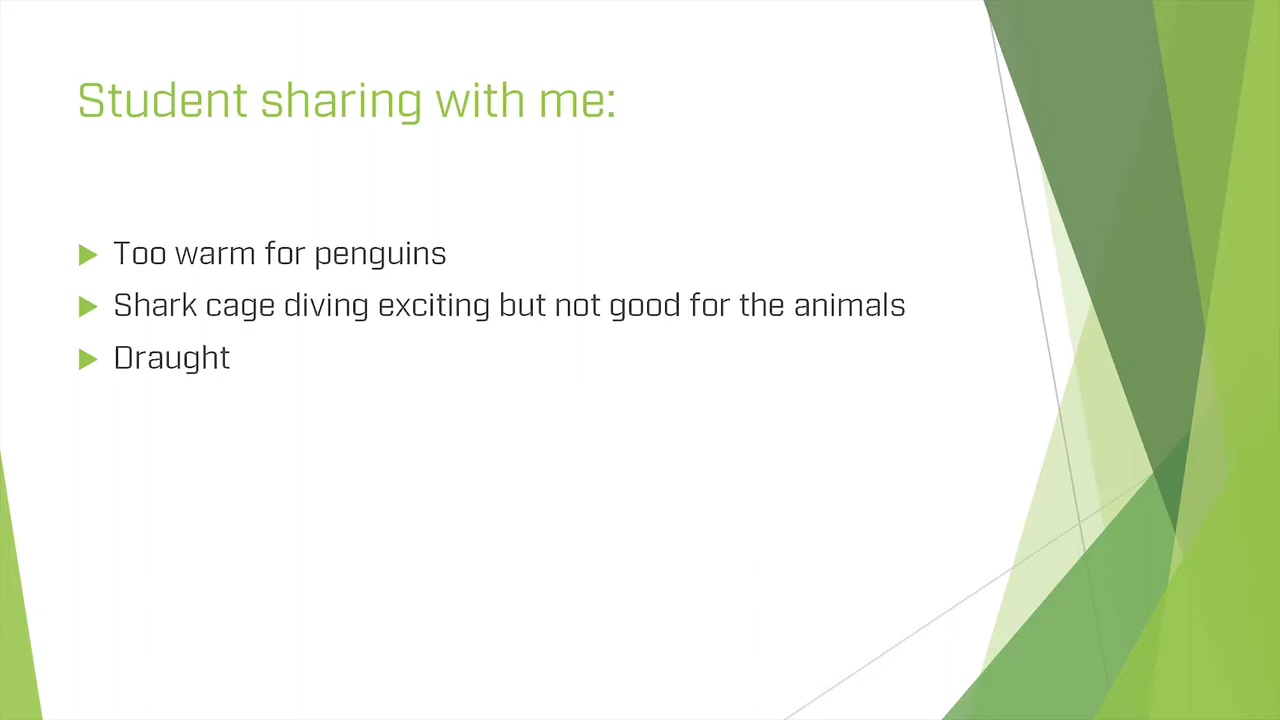 Student sharing with me:
Too warm for penguins
Shark cage diving exciting but not good for the animals
Draught